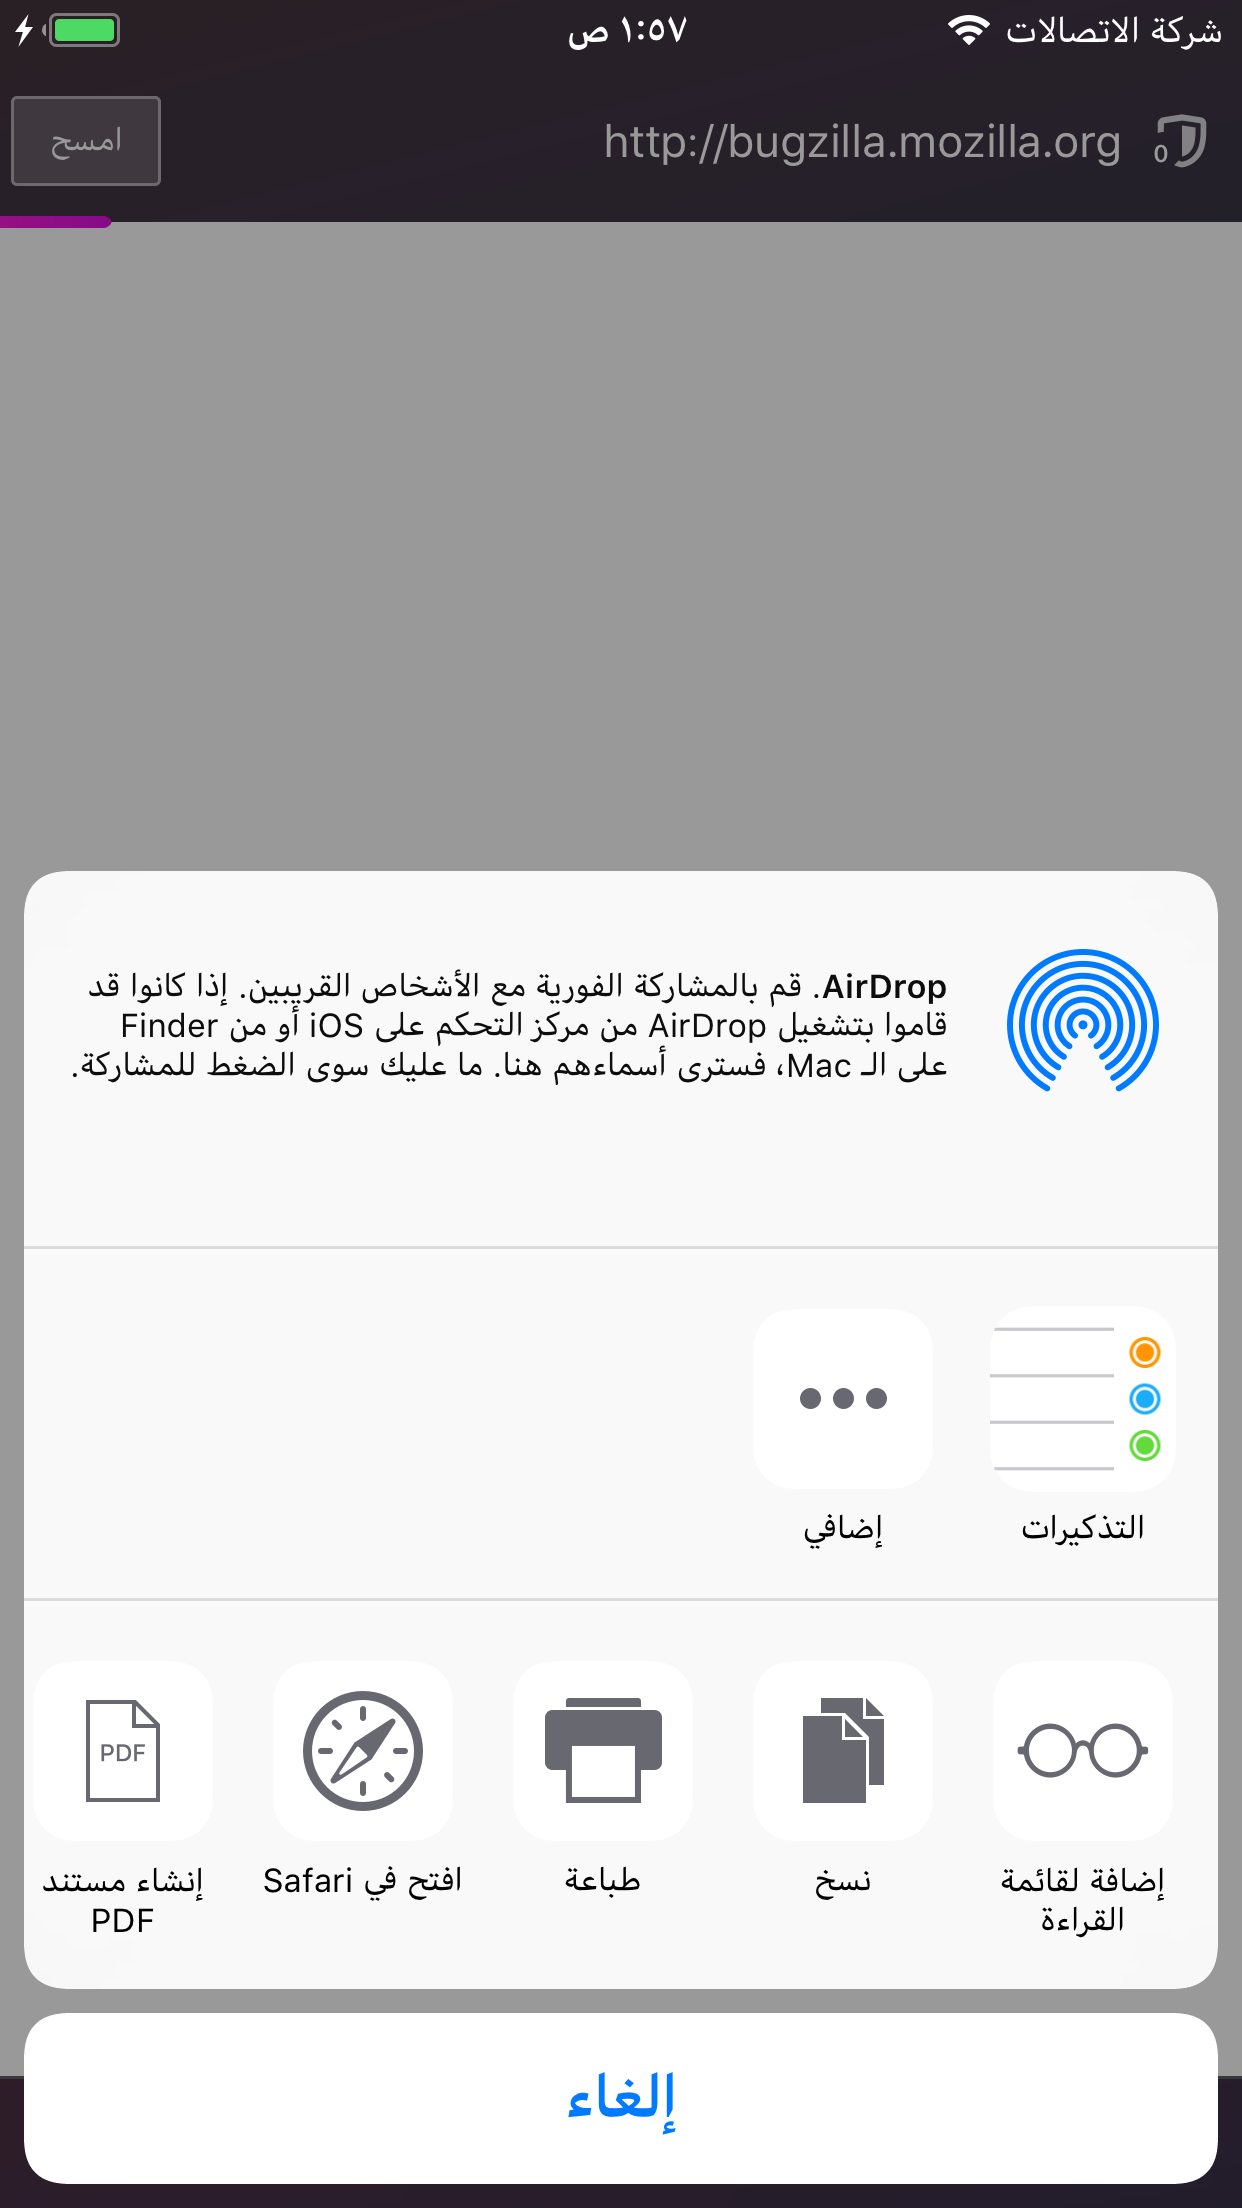 شركة الاتصالات
١:٥٧ ص
0
http://bugzilla.mozilla.org
امسح
AirDrop. قم بالمشاركة الفورية مع الأشخاص القريبين. إذا كانوا قد
قاموا بتشغيل AirDrop من مركز التحكم على iOS أو من Finder
على الـ Mac، فسترى أسماءهم هنا. ما عليك سوى الضغط للمشاركة.
التذكيرات
إضافي
إضافة لقائمة
القراءة
نسخ
طباعة
افتح في Safari
PDF
إنشاء مستند
PDF
إلغاء